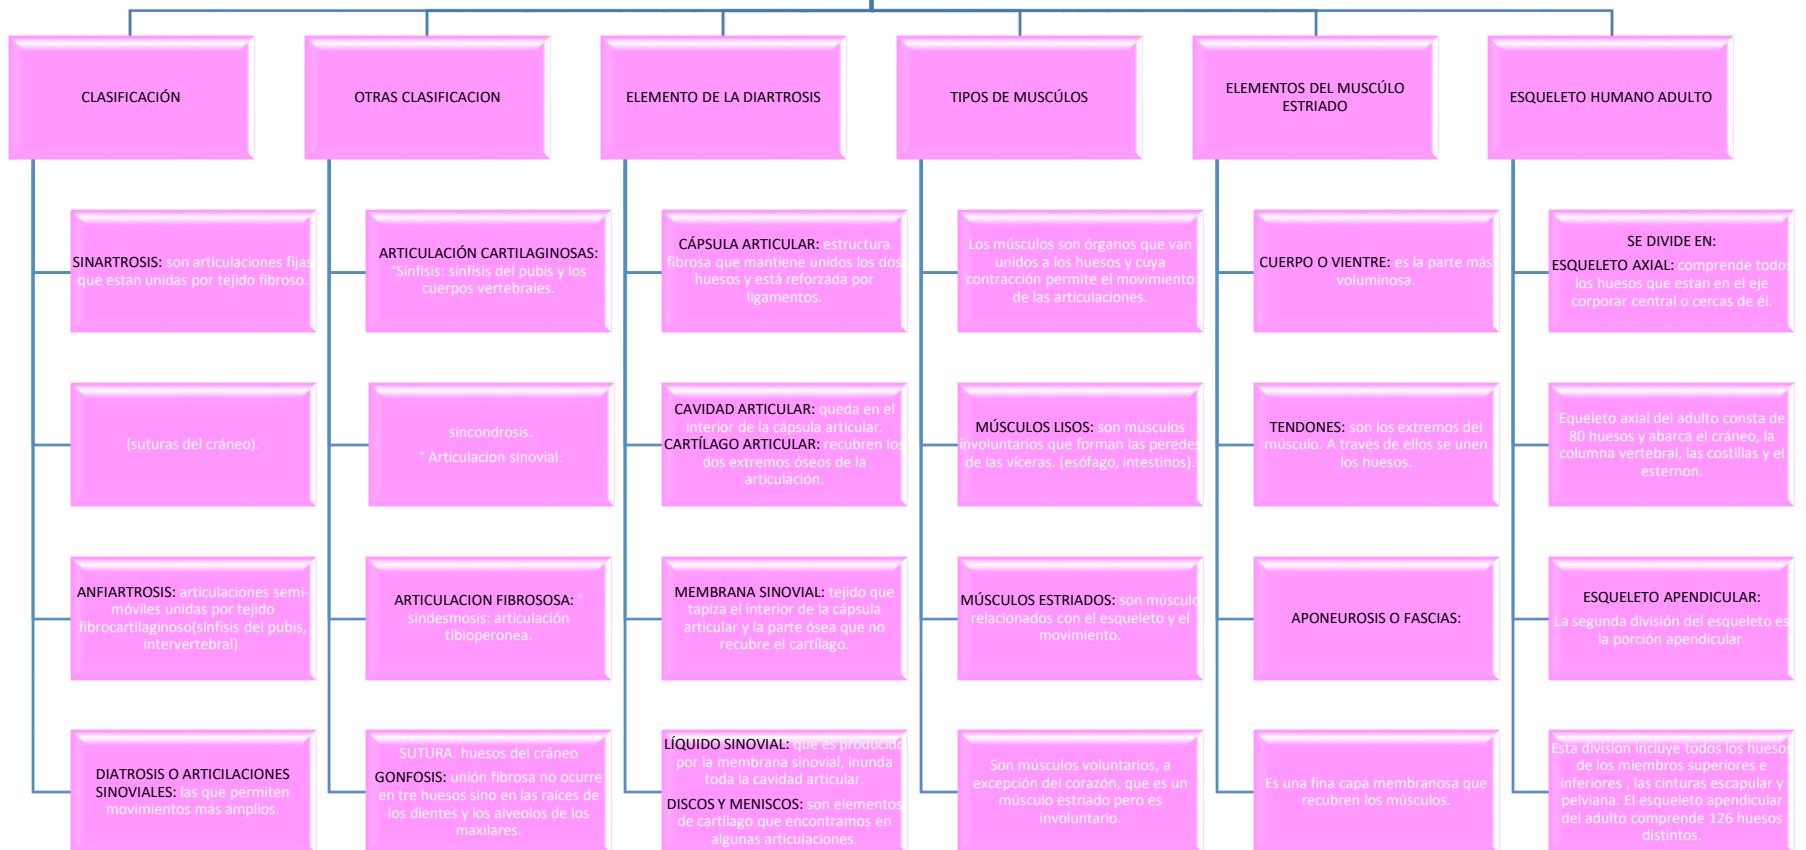 CLASIFICACIÓN
SINARTROSIS: son articulaciones fijas
que estan unidas por tejido fibroso.
(suturas del cráneo).
ANFIARTROSIS: articulaciones semi-
móviles unidas por tejido
fibrocartilaginoso(sínfisis del pubis,
intervertebral).
DIATROSIS O ARTICILACIONES
SINOVIALES: las que permiten
movimientos más amplios.
OTRAS CLASIFICACION
ARTICULACIÓN CARTILAGINOSAS:
°Sínfisis: sínfisis del pubis y los
cuerpos vertebrales.
sincondrosis.
° Articulacion sinovial.
ARTICULACION FIBROSOSA: °
sindesmosis: articulación
tibioperonea.
SUTURA: huesos del cráneo
GONFOSIS: unión fibrosa no ocurre
en tre huesos sino en las raíces de
los dientes y los alveolos de los
maxilares.
ELEMENTO DE LA DIARTROSIS
CÁPSULA ARTICULAR: estructura
fibrosa que mantiene unidos los dos
huesos y está reforzada por
ligamentos.
CAVIDAD ARTICULAR: queda en el
interior de la cápsula articular.
CARTÍLAGO ARTICULAR: recubren los
dos extremos óseos de la
articulación.
MEMBRANA SINOVIAL: tejido que
tapiza el interior de la cápsula
articular y la parte ósea que no
recubre el cartílago.
LÍQUIDO SINOVIAL: que es producido
por la membrana sinovial, inunda
toda la cavidad articular.
DISCOS Y MENISCOS: son elementos
de cartílago que encontramos en
algunas articulaciones.
TIPOS DE MUSCÚLOS
Los músculos son órganos que van
unidos a los huesos y cuya
contracción permite el movimiento
de las articulaciones.
MÚSCULOS LISOS: son músculos
involuntarios que forman las peredes
de las víceras. (esófago, intestinos).
MÚSCULOS ESTRIADOS: son músculo
relacionados con el esqueleto y el
movimiento.
Son músculos voluntarios, a
excepción del corazón, que es un
músculo estriado pero es
involuntario.
ELEMENTOS DEL MUSCÚLO
ESTRIADO
CUERPO O VIENTRE: es la parte más
voluminosa.
TENDONES: son los extremos del
músculo. A través de ellos se unen
los huesos.
APONEUROSIS O FASCIAS:
Es una fina capa membranosa que
recubren los músculos.
ESQUELETO HUMANO ADULTO
SE DIVIDE EN:
ESQUELETO AXIAL: comprende todos
los huesos que estan en el eje
corporar central o cercas de él.
Equeleto axial del adulto consta de
80 huesos y abarca el cráneo, la
columna vertebral, las costillas y el
esternon.
ESQUELETO APENDICULAR:
La segunda división del esqueleto es
la porción apendicular.
Esta división incluye todos los huesos
de los miembros superiores e
inferiores , las cinturas escapular y
pelviana. El esqueleto apendicular
del adulto comprende 126 huesos
distintos.